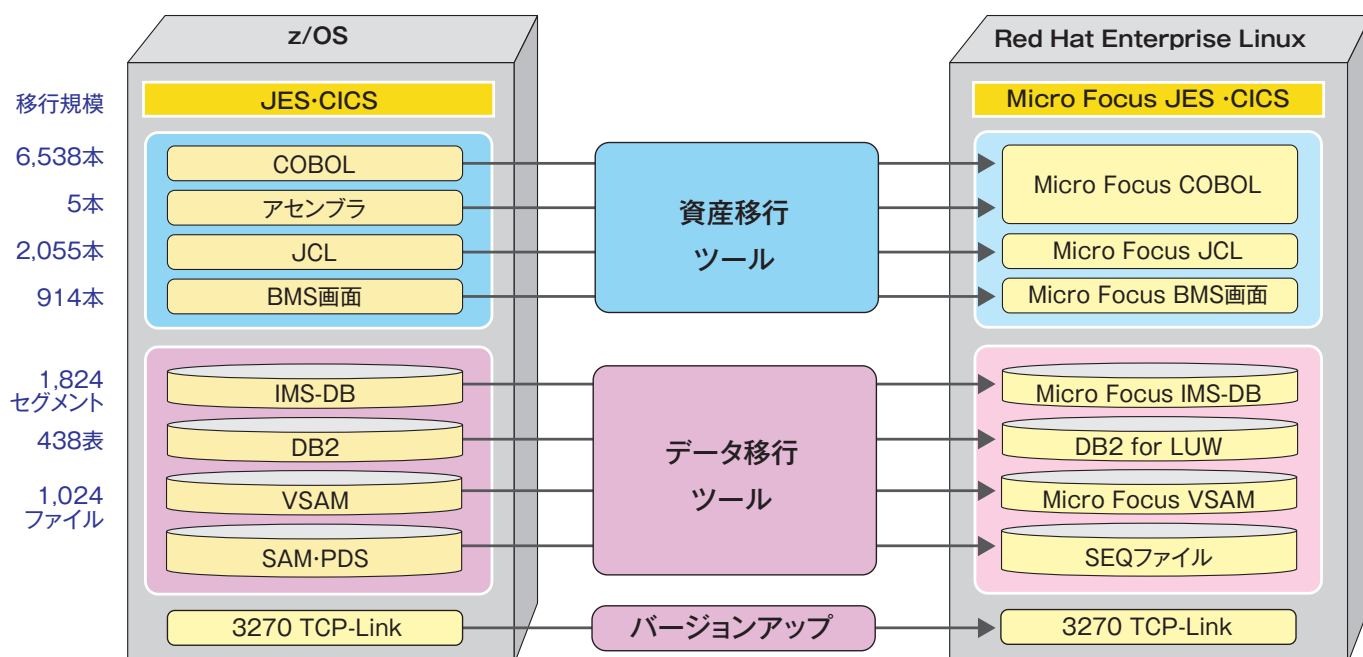 z/OS
Red Hat Enterprise Linux
移行規模
JES・CICS
Micro Focus JES ・CICS
6,538本
COBOL
資産移行
ツール
Micro Focus COBOL
5本
アセンブラ
2,055本
JCL
Micro Focus JCL
914本
BMS画面
Micro Focus BMS画面
1,824
セグメント
IMS-DB
データ移行
ツール
Micro Focus IMS-DB
438表
DB2
DB2 for LUW
1,024
ファイル
VSAM
Micro Focus VSAM
SAM・PDS
SEQファイル
3270 TCP-Link
バージョンアップ
3270 TCP-Link